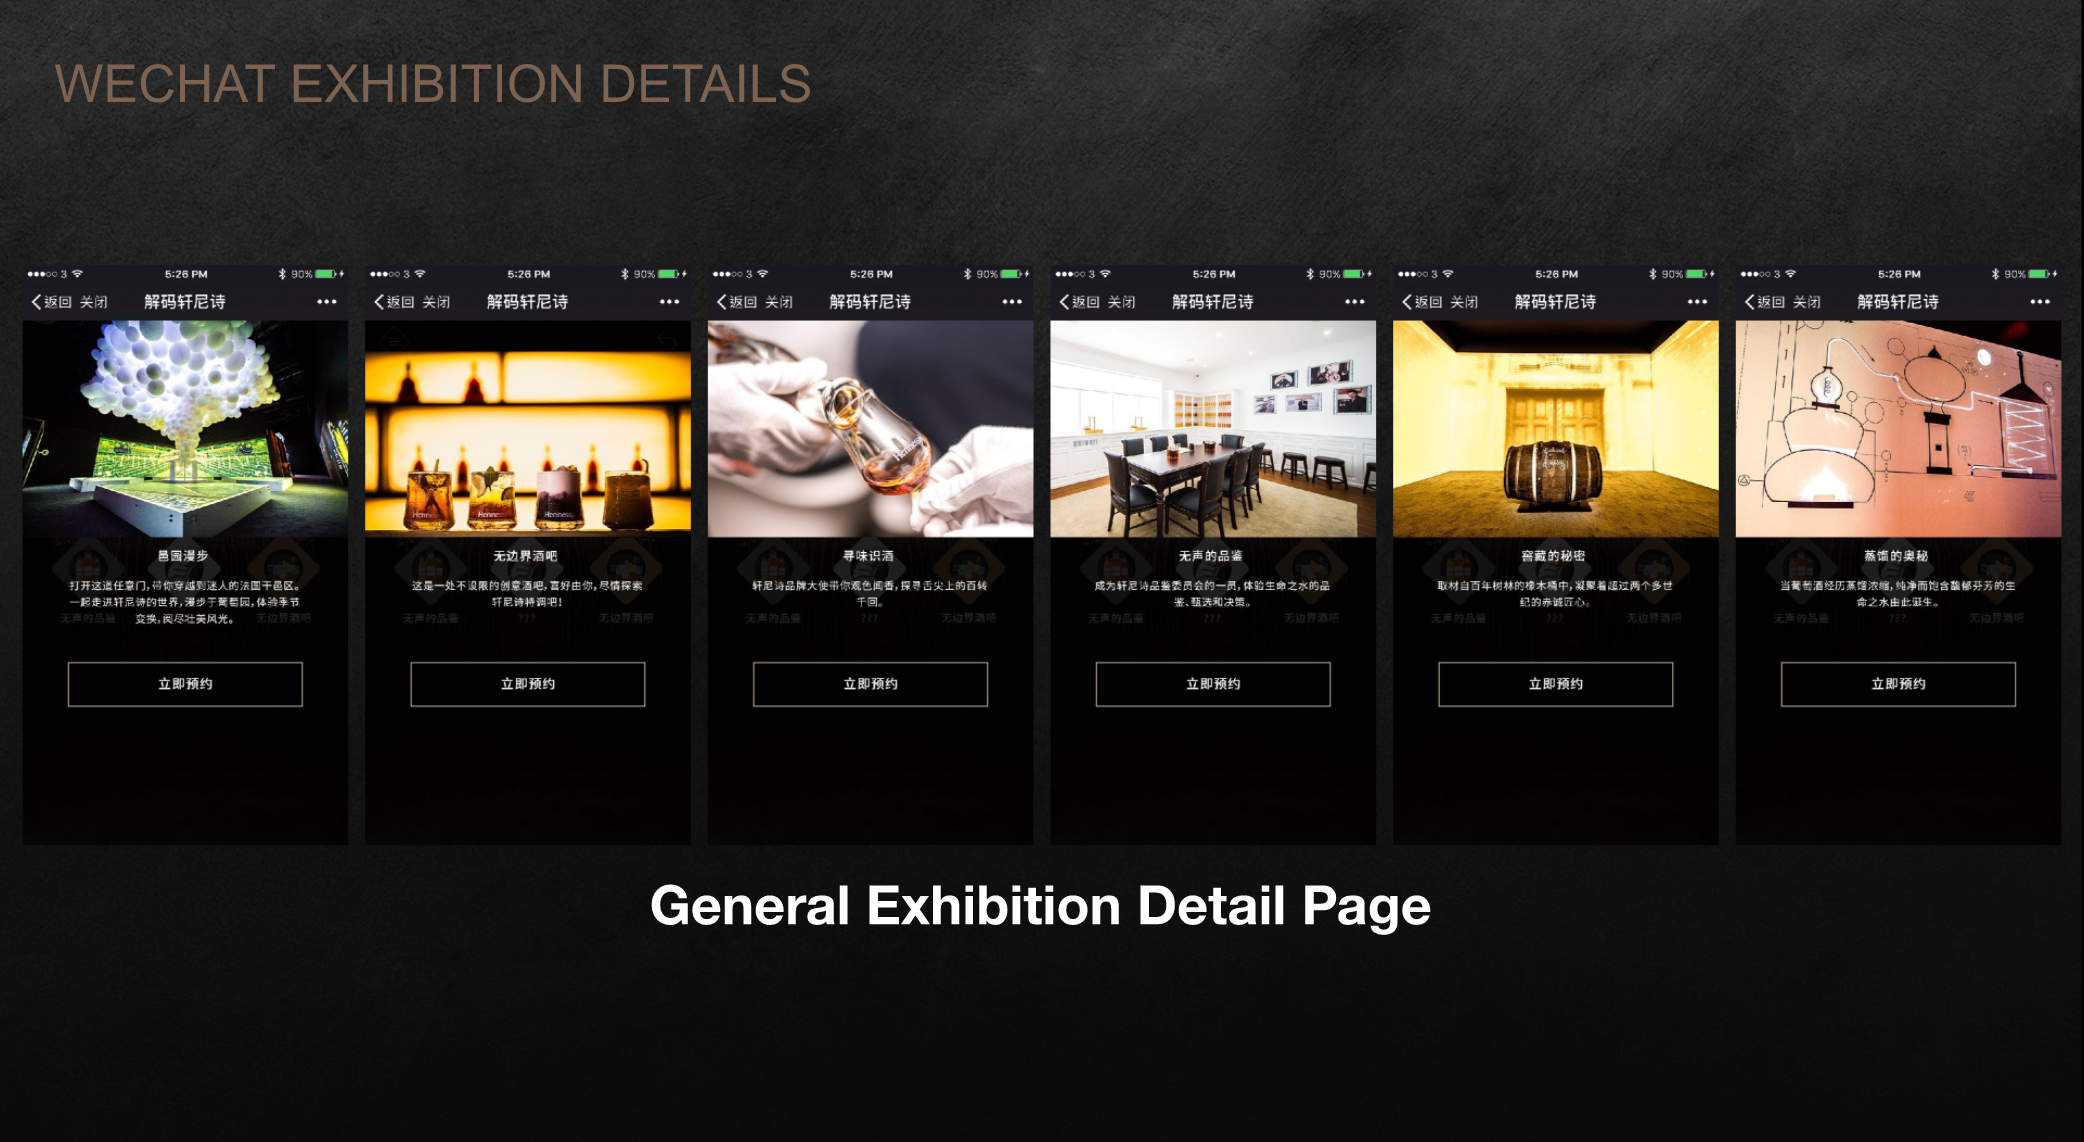 WECHAT EXHIBITION DETAILS
3 5:26 PM 90%
返回 关闭 解码轩尼诗
邑园漫步
打开这道任意门,带你穿越到迷人的法国干邑区。
一起走进轩尼诗的世界,漫步于葡萄园,体验季节
变换,阅尽壮美风光。
无声的品鉴 无边界酒吧
立即预约
3 5:26 PM 90%
返回 关闭 解码轩尼诗
Hennessy
无边界酒吧
这是一处不设限的创意酒吧,喜好由你,尽情探索
轩尼诗特调吧!
无声的品鉴 ??? 无边界酒吧
立即预约
3 5:26 PM 90%
返回 关闭 解码轩尼诗
Hennessy
寻味识酒
轩尼诗品牌大使带你观色闻香,探寻舌尖上的百转
千回。
无声的品鉴 ??? 无边界酒吧
立即预约
3 5:26 PM 90%
返回 关闭 解码轩尼诗
无声的品鉴
成为轩尼诗品鉴委员会的一员,体验生命之水的品
鉴、甄选和决策。
无声的品鉴 ??? 无边界酒吧
立即预约
3 5:26 PM 90%
返回 关闭 解码轩尼诗
窖藏的秘密
取材自百年树林的橡木桶中,凝聚着超过两个多世
纪的赤诚匠心。
无声的品鉴 ??? 无边界酒吧
立即预约
3 5:26 PM 90%
返回 关闭 解码轩尼诗
蒸馏的奥秘
当葡萄酒经历蒸馏浓缩,纯净而饱含馥郁芬芳的生
命之水由此诞生。
无声的品鉴 ??? 无边界酒吧
立即预约
General Exhibition Detail Page